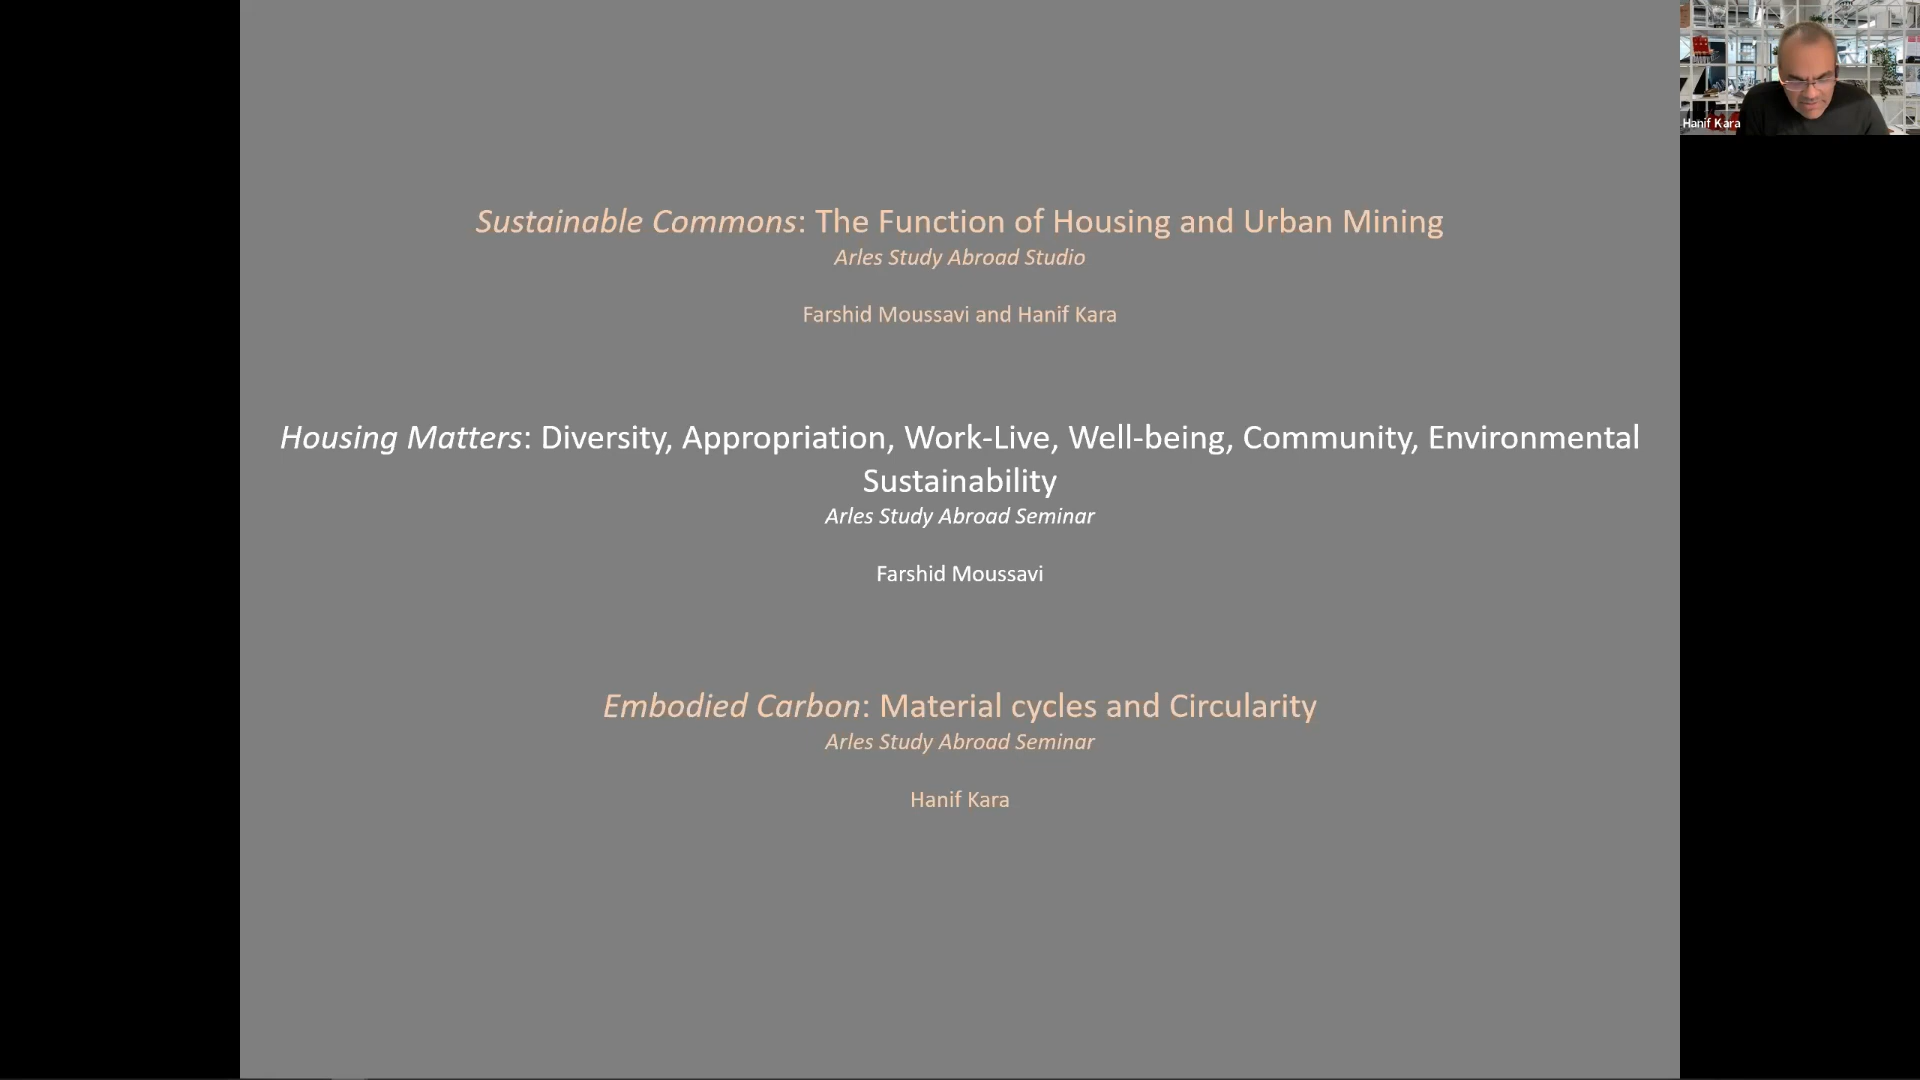 Sustainable Commons: The Function of Housing and Urban Mining
Arles Study Abroad Studio
Farshid Moussavi and Hanif Kara
Housing Matters: Diversity, Appropriation, Work-Live, Well-being, Community, Environmental
Sustainability
Arles Study Abroad Seminar
Farshid Moussavi
Embodied Carbon: Material cycles and Circularity
Arles Study Abroad Seminar
Hanif Kara
Hanif Kara